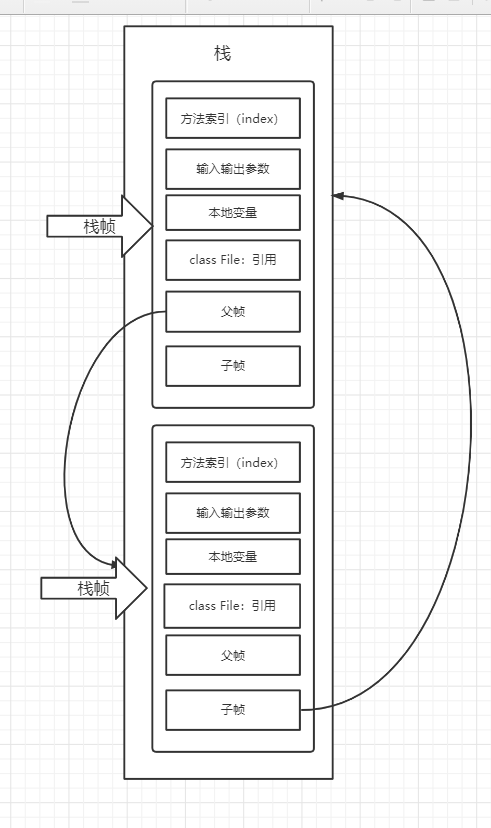 栈
方法索引（index）
输入输出参数
栈帧
本地变量
class File：引用
父帧
子帧
方法索引（index）
输入输出参数
本地变量
栈帧
class File：引用
父帧
子帧